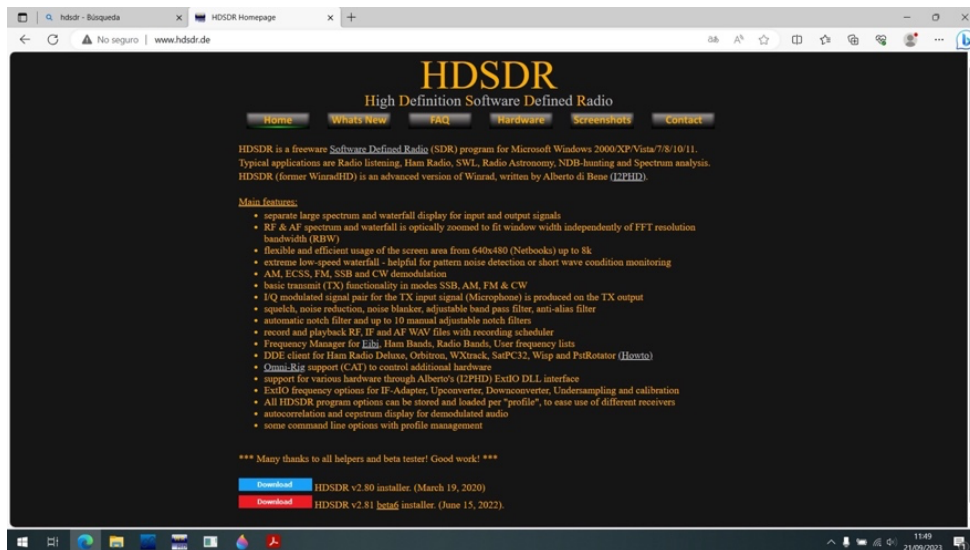 hdsdr - Búsqueda
HDSDR Homepage
No seguro | www.hdsdr.de
HDSDR
High Definition Software Defined Radio
Home Whats New FAQ Hardware Screenshots Contact
HDSDR is a freeware Software Defined Radio (SDR) program for Microsoft Windows 2000/XP/Vista/7/8/10/11.
Typical applications are Radio listening, Ham Radio, SWL, Radio Astronomy, NDB-hunting and Spectrum analysis.
HDSDR (former WinradHD) is an advanced version of Winrad, written by Alberto di Bene (I2PHD).
Main features:
• separate large spectrum and waterfall display for input and output signals
• RF & AF spectrum and waterfall is optically zoomed to fit window width independently of FFT resolution
bandwidth (RBW)
• flexible and efficient usage of the screen area from 640x480 (Netbooks) up to 8k
• extreme low-speed waterfall - helpful for pattern noise detection or short wave condition monitoring
• AM, ECSS, FM, SSB and CW demodulation
• basic transmit (TX) functionality in modes SSB, AM, FM & CW
• I/Q modulated signal pair for the TX input signal (Microphone) is produced on the TX output
• squelch, noise reduction, noise blanker, adjustable band pass filter, anti-alias filter
• automatic notch filter and up to 10 manual adjustable notch filters
• record and playback RF, IF and AF WAV files with recording scheduler
• Frequency Manager for Eibi, Ham Bands, Radio Bands, User frequency lists
• DDE client for Ham Radio Deluxe, Orbitron, WXtrack, SatPC32, Wisp and PstRotator (Howto)
• Omni-Rig support (CAT) to control additional hardware
• support for various hardware through Alberto's (I2PHD) ExtIO DLL interface
• ExtIO frequency options for IF-Adapter, Upconverter, Downconverter, Undersampling and calibration
• All HDSDR program options can be stored and loaded per "profile", to ease use of different receivers
• autocorrelation and cepstrum display for demodulated audio
• some command line options with profile management
*** Many thanks to all helpers and beta tester! Good work! ***
Download HDSDR v2.80 installer. (March 19, 2020)
Download HDSDR v2.81 beta6 installer. (June 15, 2022).
11:49
21/09/2023